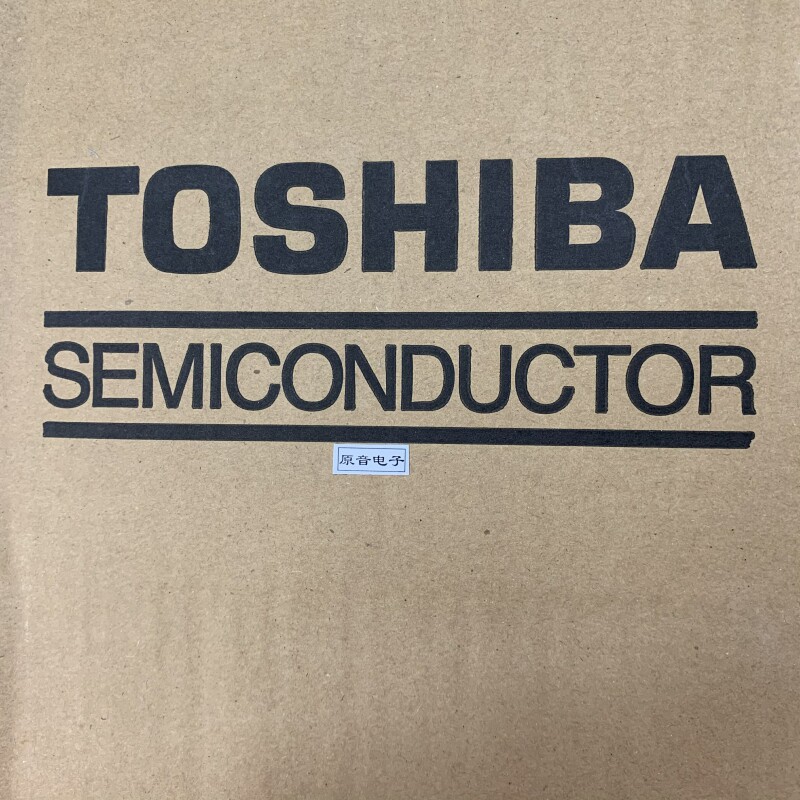 TOSHIBA
SEMICONDUCTOR
原音电子